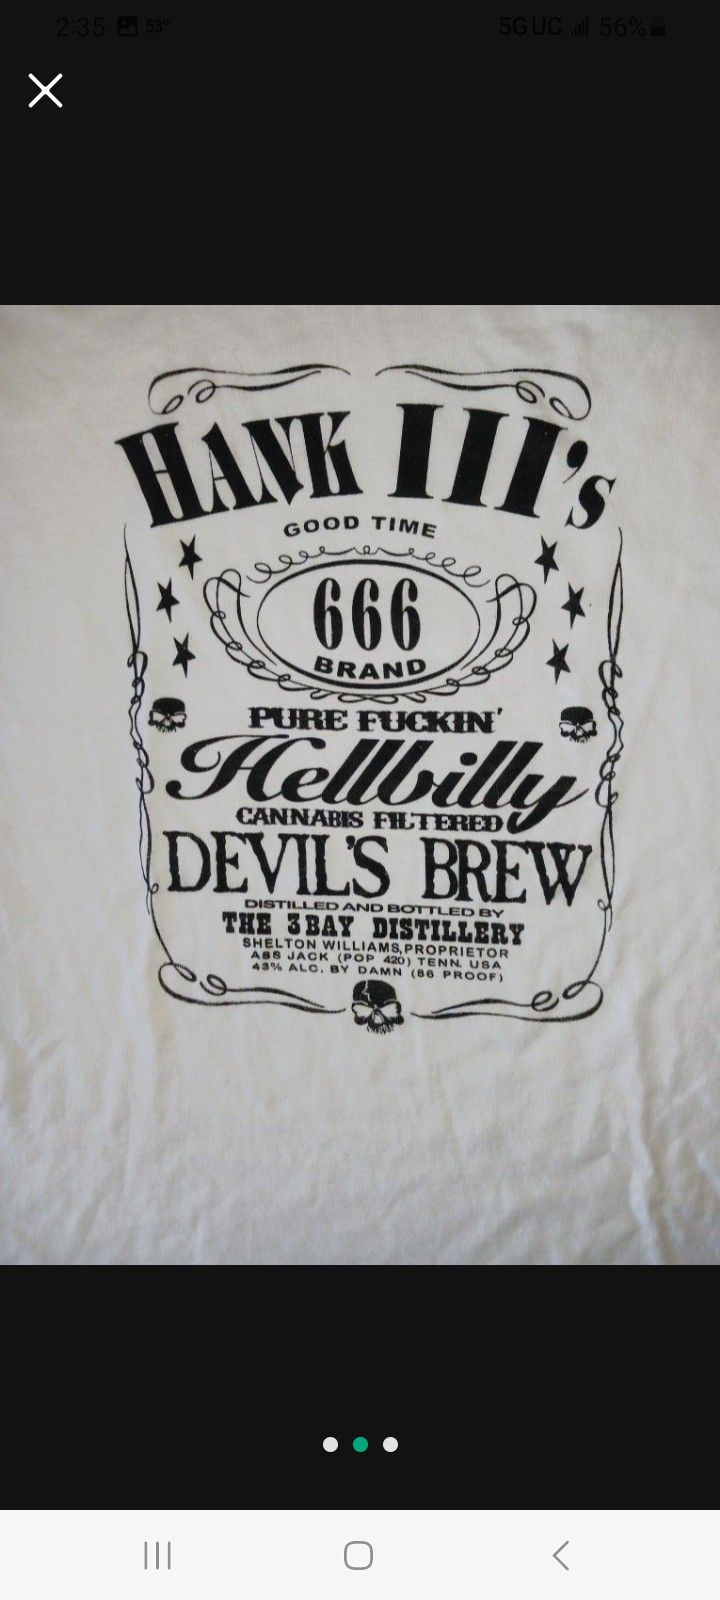 2:35 53° 5G UC 56%
HANK III's
GOOD TIME
666
BRAND
PURE FUCKIN'
Hellbilly
CANNABIS FILTERED
DEVIL'S BREW
DISTILLED AND BOTTLED BY
THE 3 BAY DISTILLERY
SHELTON WILLIAMS, PROPRIETOR
ASS JACK (POP 420) TENN. USA
43% ALC. BY DAMN (86 PROOF)